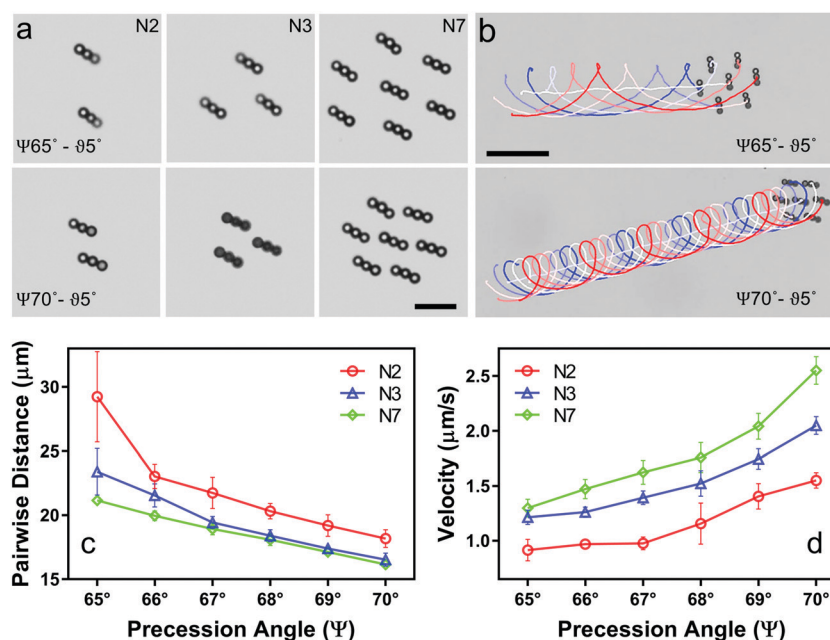 a
N2
N3
N7
b
Ψ65° - ϑ5°
Ψ65° - ϑ5°
Ψ70° - ϑ5°
Ψ70° - ϑ5°
Pairwise Distance (μm)
30
25
20
15
N2
N3
N7
c
65° 66° 67° 68° 69° 70°
Precession Angle (Ψ)
Velocity (μm/s)
2.5
2.0
1.5
1.0
N2
N3
N7
d
65° 66° 67° 68° 69° 70°
Precession Angle (Ψ)